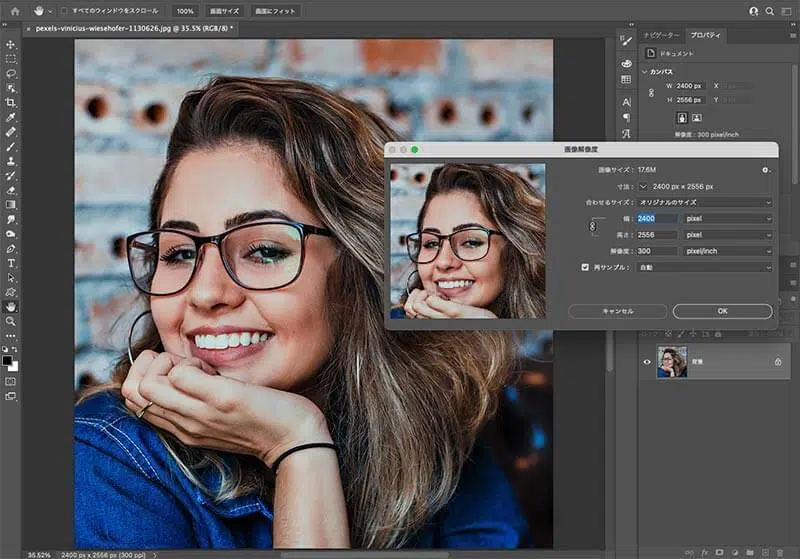 すべてのウィンドウをスクロール
100%
画面サイズ
画面にフィット
× pexels-vinicius-wiesehofer-1130626.jpg @ 35.5% (RGB/8) *
ナビゲーター
プロパティ
ドキュメント
カンバス
W 2400 px X
H 2556 px Y
解像度 : 300 pixel/inch
画像解像度
画像サイズ : 17.6M
寸法 : 2400 px × 2556 px
合わせるサイズ : オリジナルのサイズ
幅 : 2400 pixel
高さ : 2556 pixel
解像度 : 300 pixel/inch
再サンプル : 自動
キャンセル
OK
背景
35.52%
2400 px x 2556 px (300 ppi)